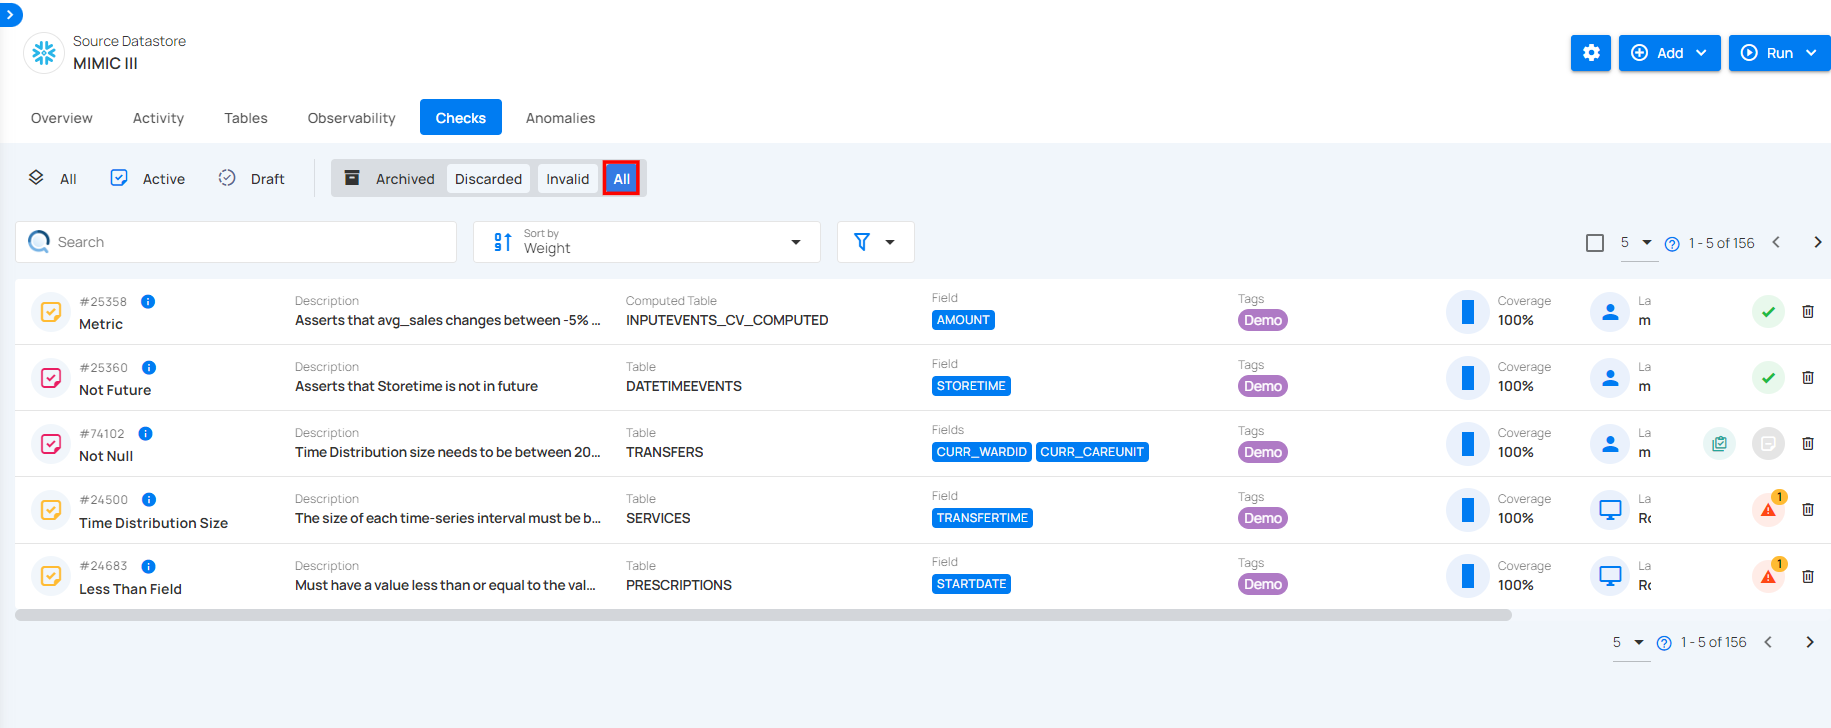 Source Datastore
MIMIC III
Add
Run
Overview
Activity
Tables
Observability
Checks
Anomalies
All
Active
Draft
Archived
Discarded
Invalid
All
Search
Sort by
Weight
5
1 - 5 of 156
#25358
Metric
Description
Asserts that avg_sales changes between -5% ...
Computed Table
INPUTEVENTS_CV_COMPUTED
Field
AMOUNT
Tags
Demo
Coverage
100%
La
m
#25360
Not Future
Description
Asserts that Storetime is not in future
Table
DATETIMEEVENTS
Field
STORETIME
Tags
Demo
Coverage
100%
La
m
#74102
Not Null
Description
Time Distribution size needs to be between 20...
Table
TRANSFERS
Fields
CURR_WARDID CURR_CAREUNIT
Tags
Demo
Coverage
100%
La
m
#24500
Time Distribution Size
Description
The size of each time-series interval must be b...
Table
SERVICES
Field
TRANSFERTIME
Tags
Demo
Coverage
100%
La
Ro
1
#24683
Less Than Field
Description
Must have a value less than or equal to the val...
Table
PRESCRIPTIONS
Field
STARTDATE
Tags
Demo
Coverage
100%
La
Ro
1
5
1 - 5 of 156